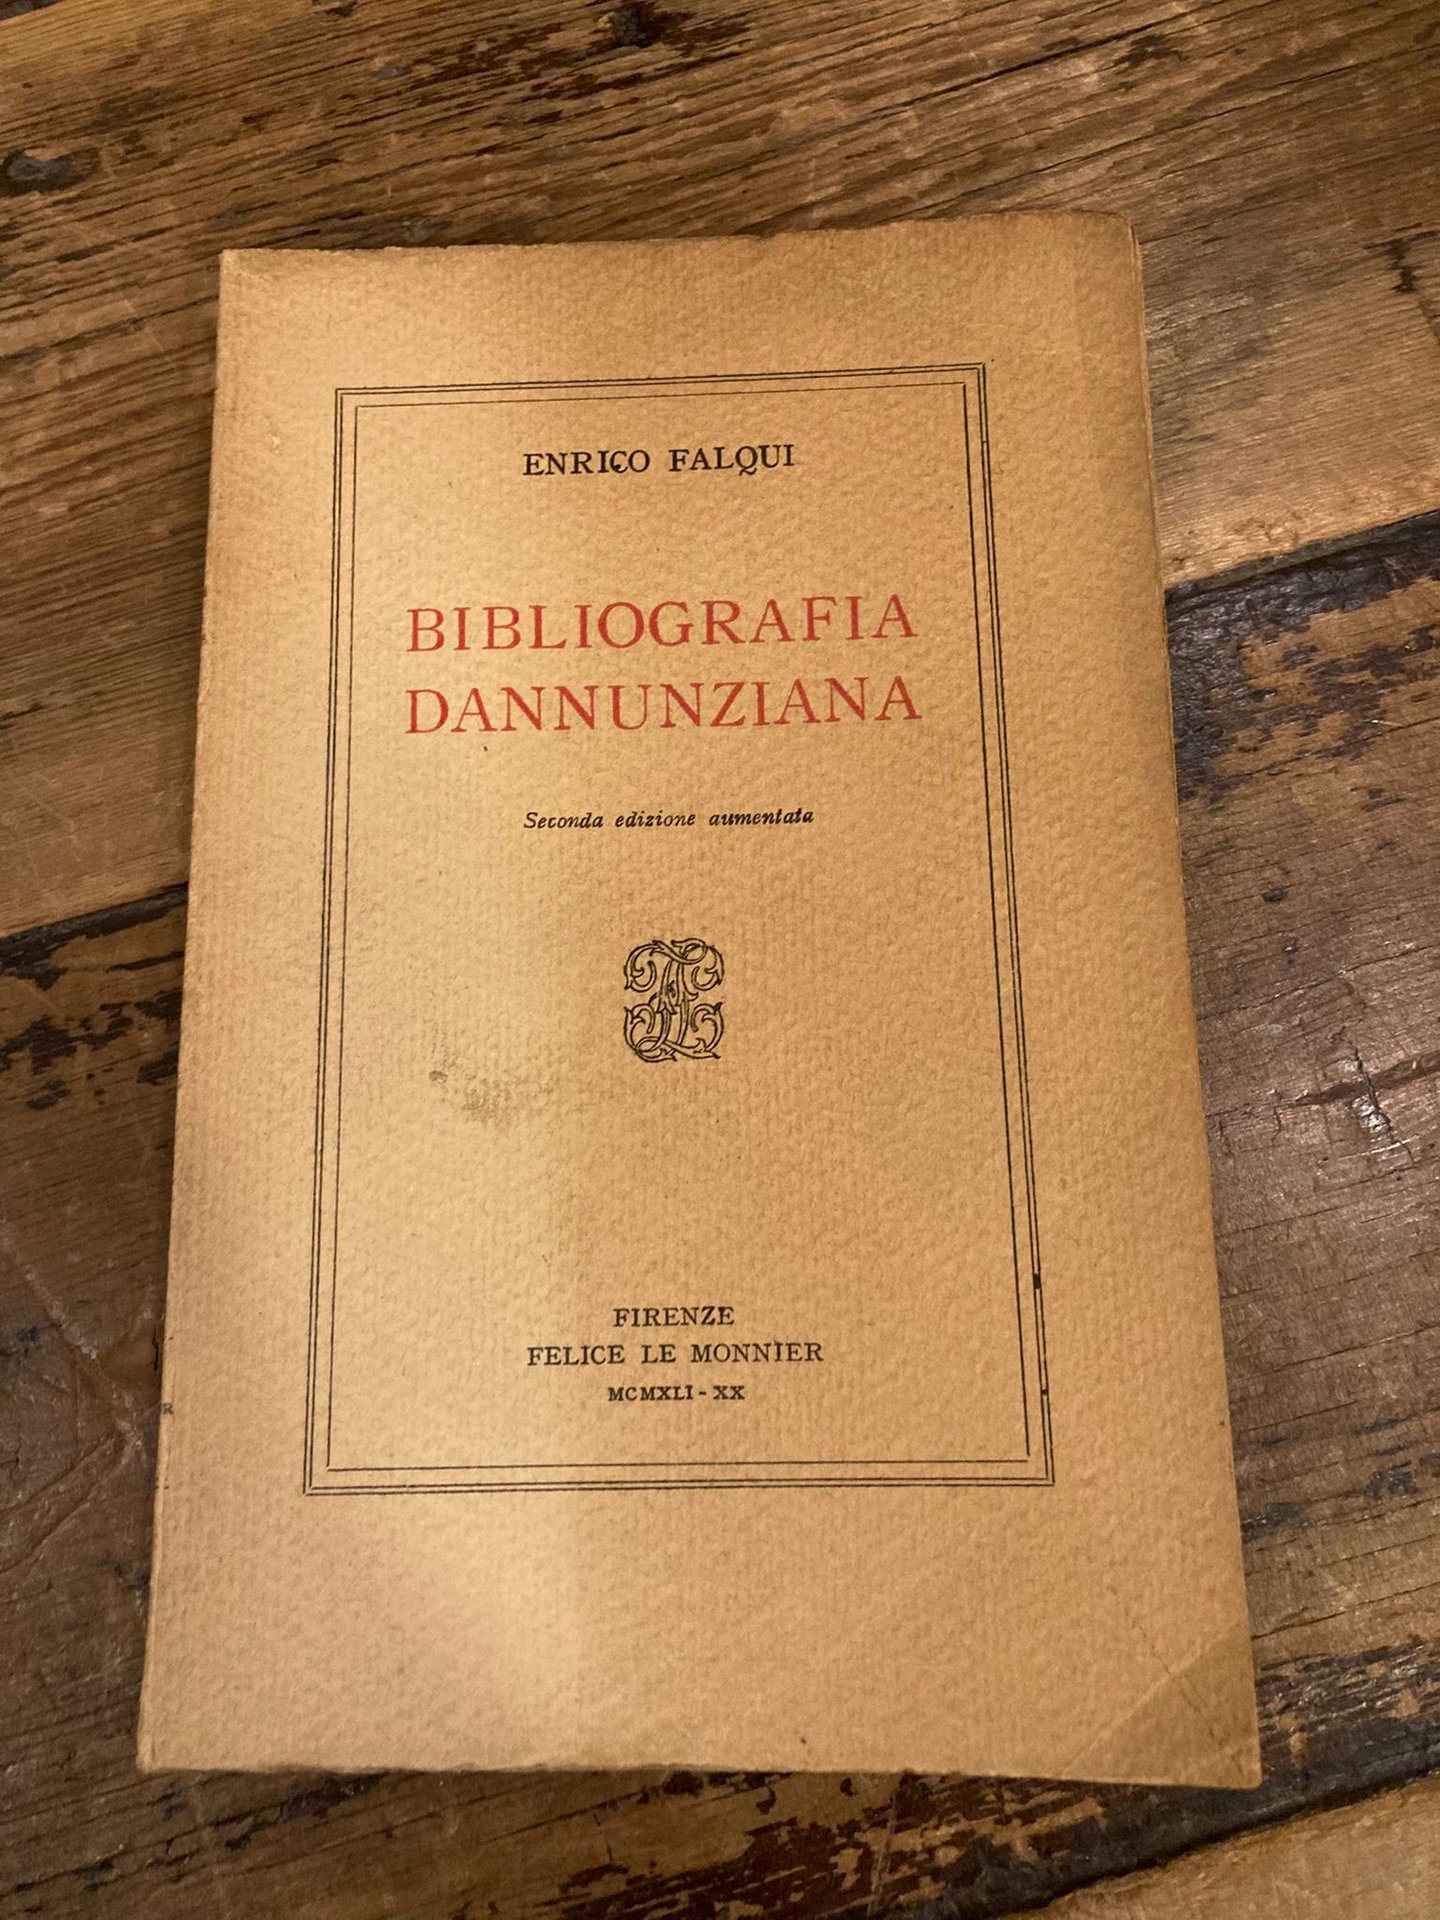 ENRICO FALQUI
BIBLIOGRAFIA
DANNUNZIANA
Seconda edizione aumentata
FIRENZE
FELICE LE MONNIER
MCMXLI - XX
R